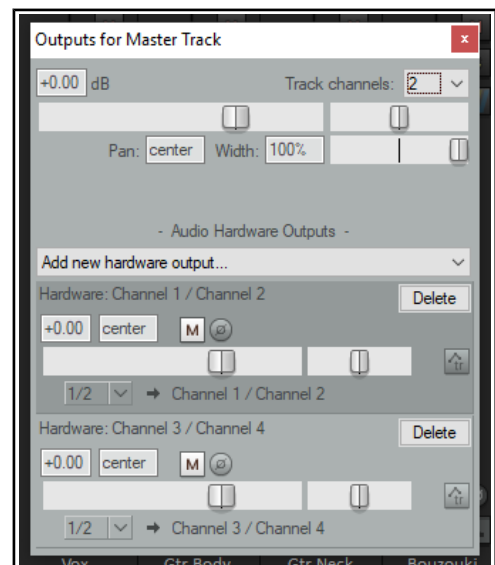 Outputs for Master Track x
+0.00 dB Track channels: 2
Pan: center Width: 100%
- Audio Hardware Outputs -
Add new hardware output...
Hardware: Channel 1 / Channel 2 Delete
+0.00 center M ø
tr
1/2 → Channel 1 / Channel 2
Hardware: Channel 3 / Channel 4 Delete
+0.00 center M ø
tr
1/2 → Channel 3 / Channel 4
Vox Gtr Body Gtr Neck Bouzouki